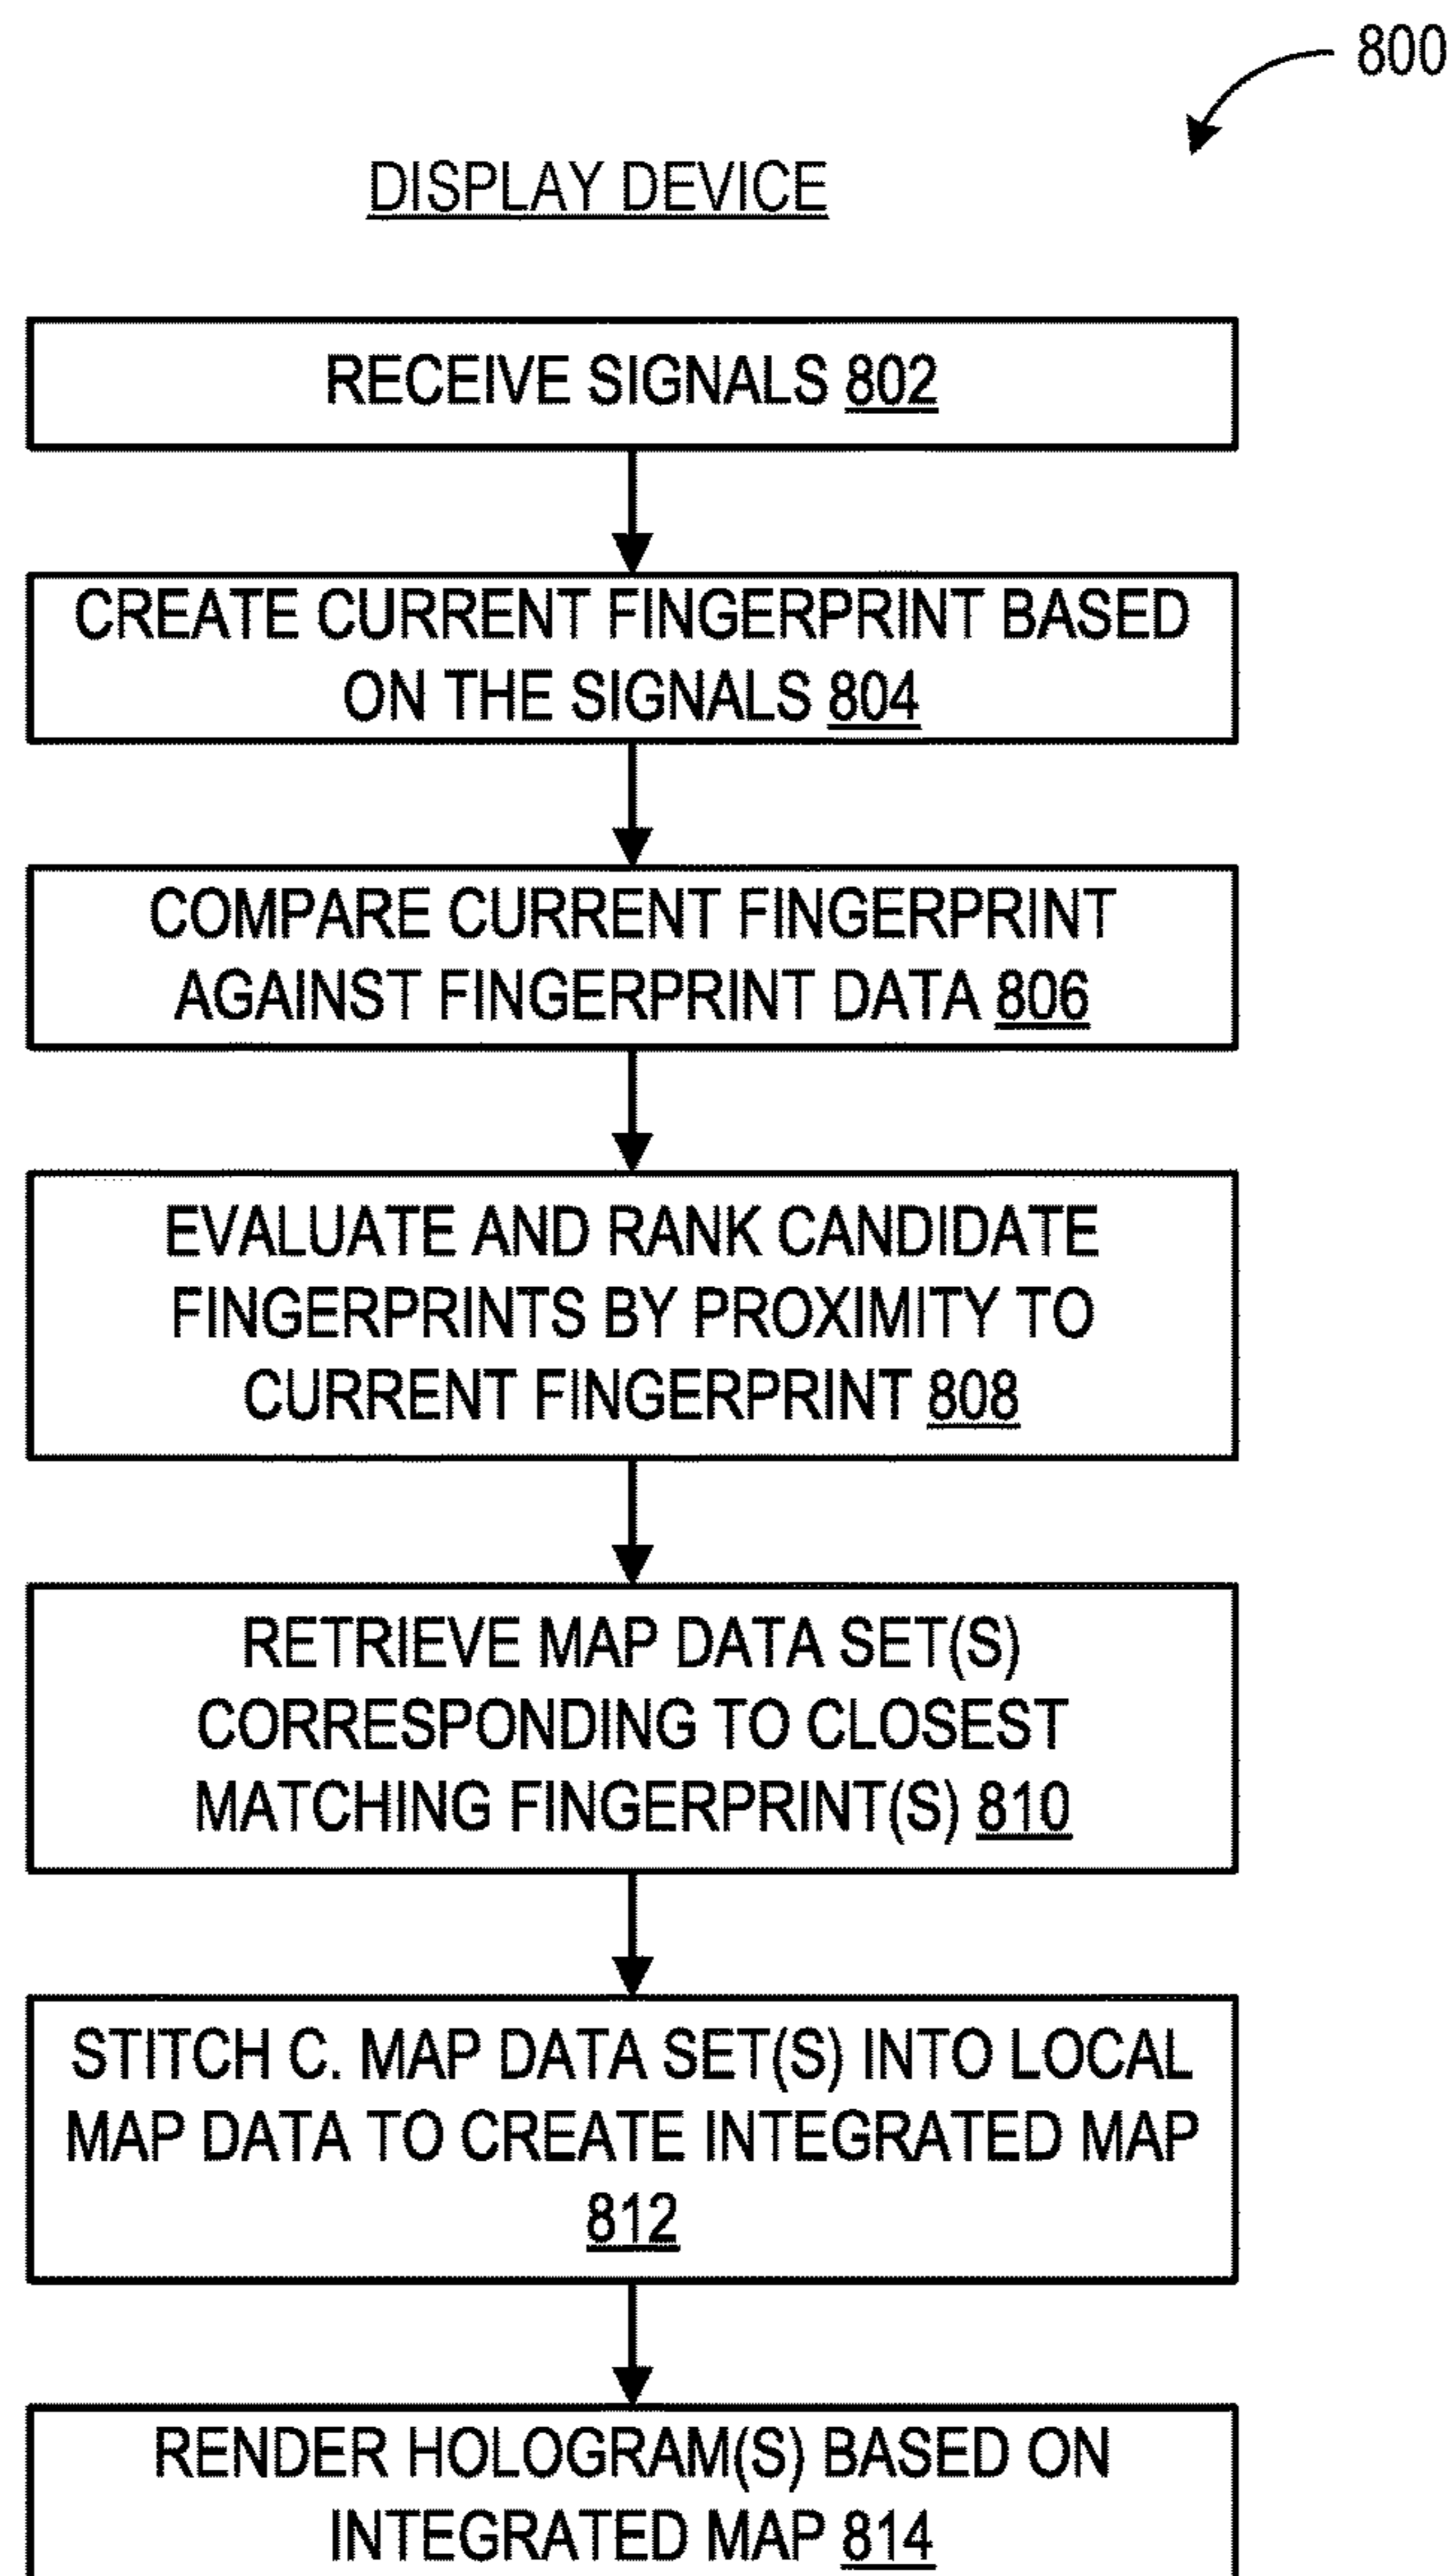 800
DISPLAY DEVICE
RECEIVE SIGNALS 802
CREATE CURRENT FINGERPRINT BASED
ON THE SIGNALS 804
COMPARE CURRENT FINGERPRINT
AGAINST FINGERPRINT DATA 806
EVALUATE AND RANK CANDIDATE
FINGERPRINTS BY PROXIMITY TO
CURRENT FINGERPRINT 808
RETRIEVE MAP DATA SET(S)
CORRESPONDING TO CLOSEST
MATCHING FINGERPRINT(S) 810
STITCH C. MAP DATA SET(S) INTO LOCAL
MAP DATA TO CREATE INTEGRATED MAP
812
RENDER HOLOGRAM(S) BASED ON
INTEGRATED MAP 814